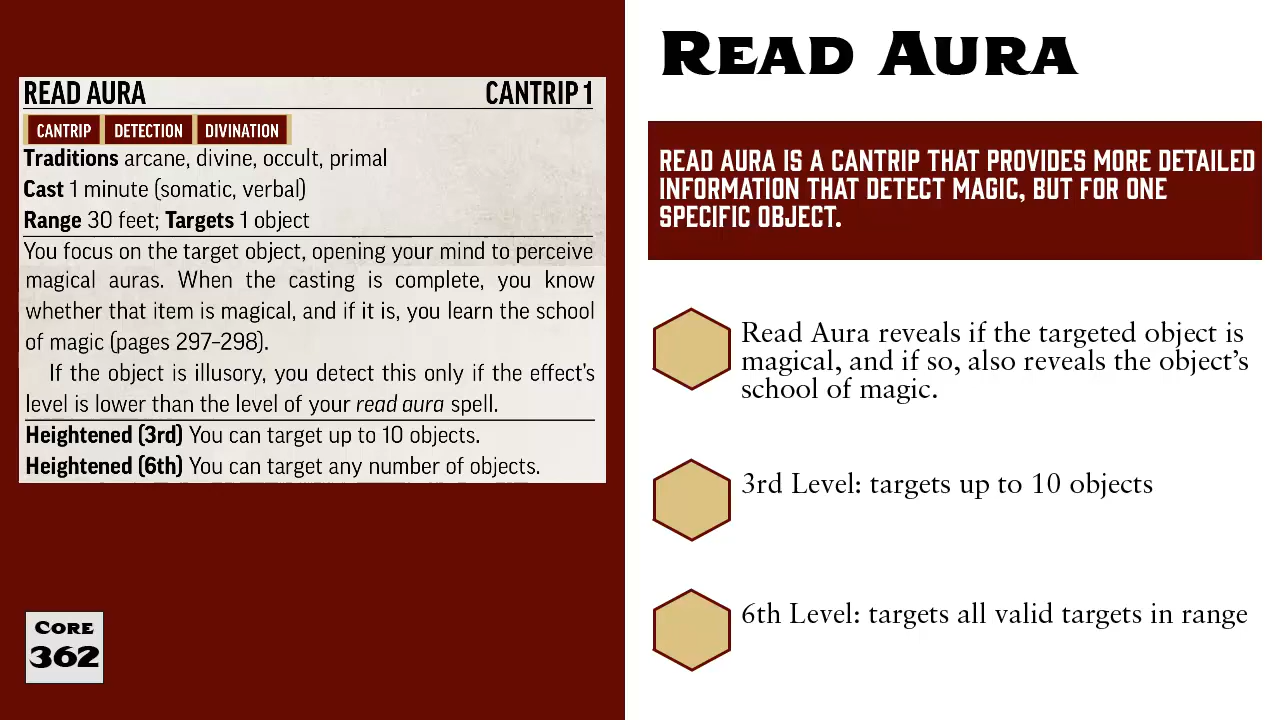 READ AURA CANTRIP 1
CANTRIP DETECTION DIVINATION
Traditions arcane, divine, occult, primal
Cast 1 minute (somatic, verbal)
Range 30 feet; Targets 1 object
You focus on the target object, opening your mind to perceive
magical auras. When the casting is complete, you know
whether that item is magical, and if it is, you learn the school
of magic (pages 297–298).
If the object is illusory, you detect this only if the effect's
level is lower than the level of your read aura spell.
Heightened (3rd) You can target up to 10 objects.
Heightened (6th) You can target any number of objects.
CORE
362
READ AURA
READ AURA IS A CANTRIP THAT PROVIDES MORE DETAILED
INFORMATION THAT DETECT MAGIC, BUT FOR ONE
SPECIFIC OBJECT.
Read Aura reveals if the targeted object is
magical, and if so, also reveals the object’s
school of magic.
3rd Level: targets up to 10 objects
6th Level: targets all valid targets in range